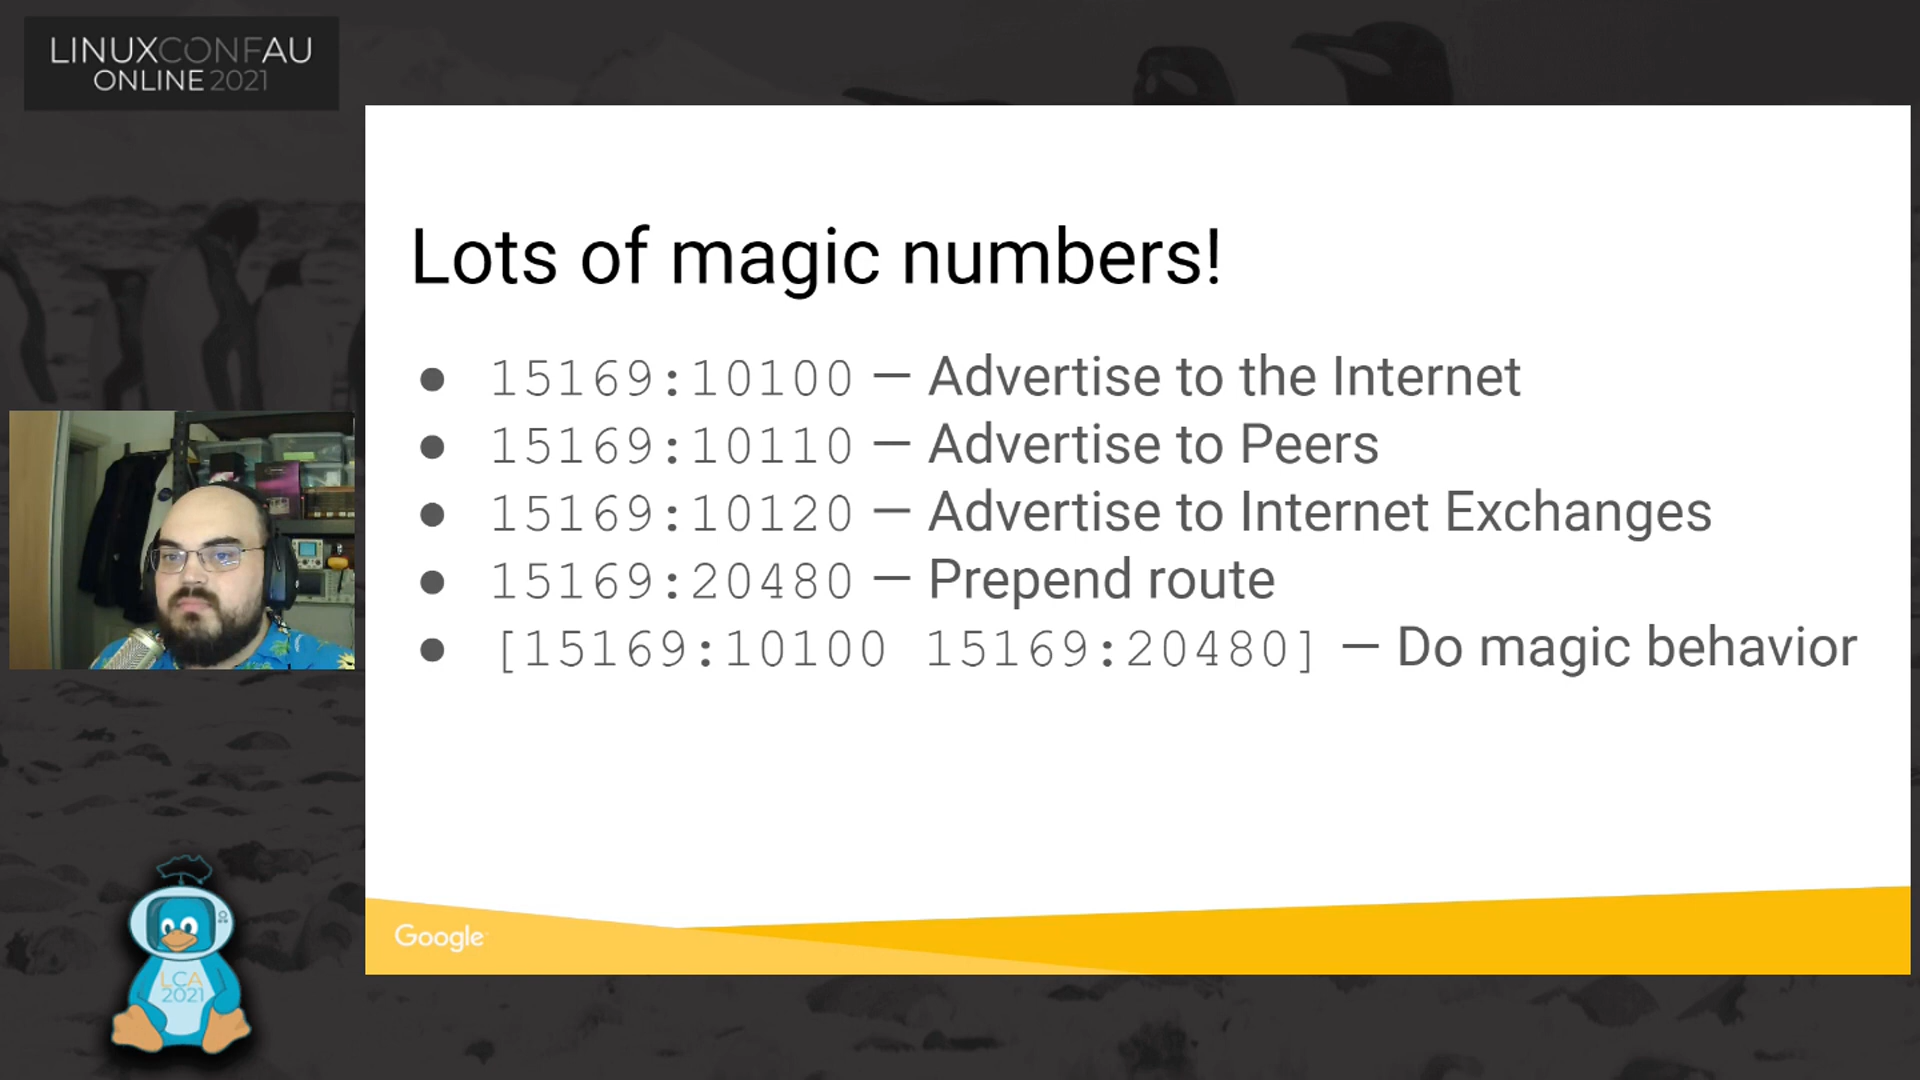 LINUXCONFAU
ONLINE 2021
Lots of magic numbers!
● 15169:10100 — Advertise to the Internet
● 15169:10110 — Advertise to Peers
● 15169:10120 — Advertise to Internet Exchanges
● 15169:20480 — Prepend route
● [15169:10100 15169:20480] — Do magic behavior
Google
LCA
2021